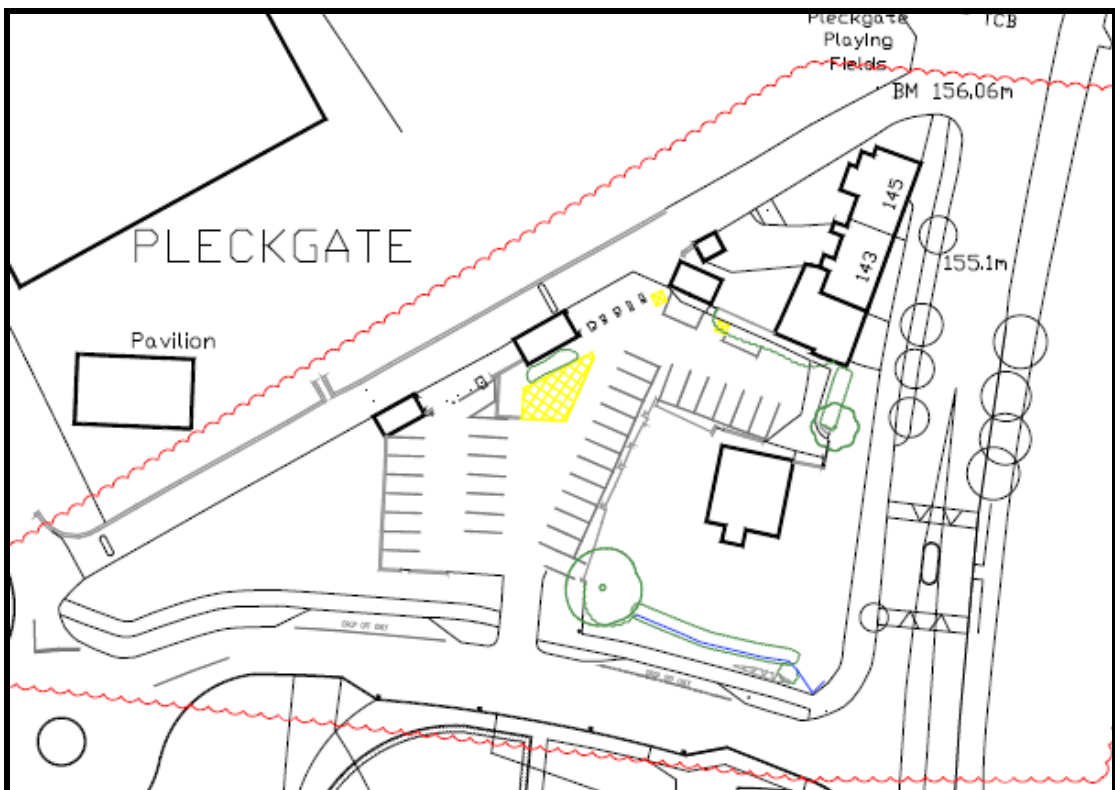 Pleckgate
Playing
Fields
TCB
BM 156.06m
145
143
155.1m
PLECKGATE
Pavilion
DROP OFF ONLY
DROP OFF ONLY